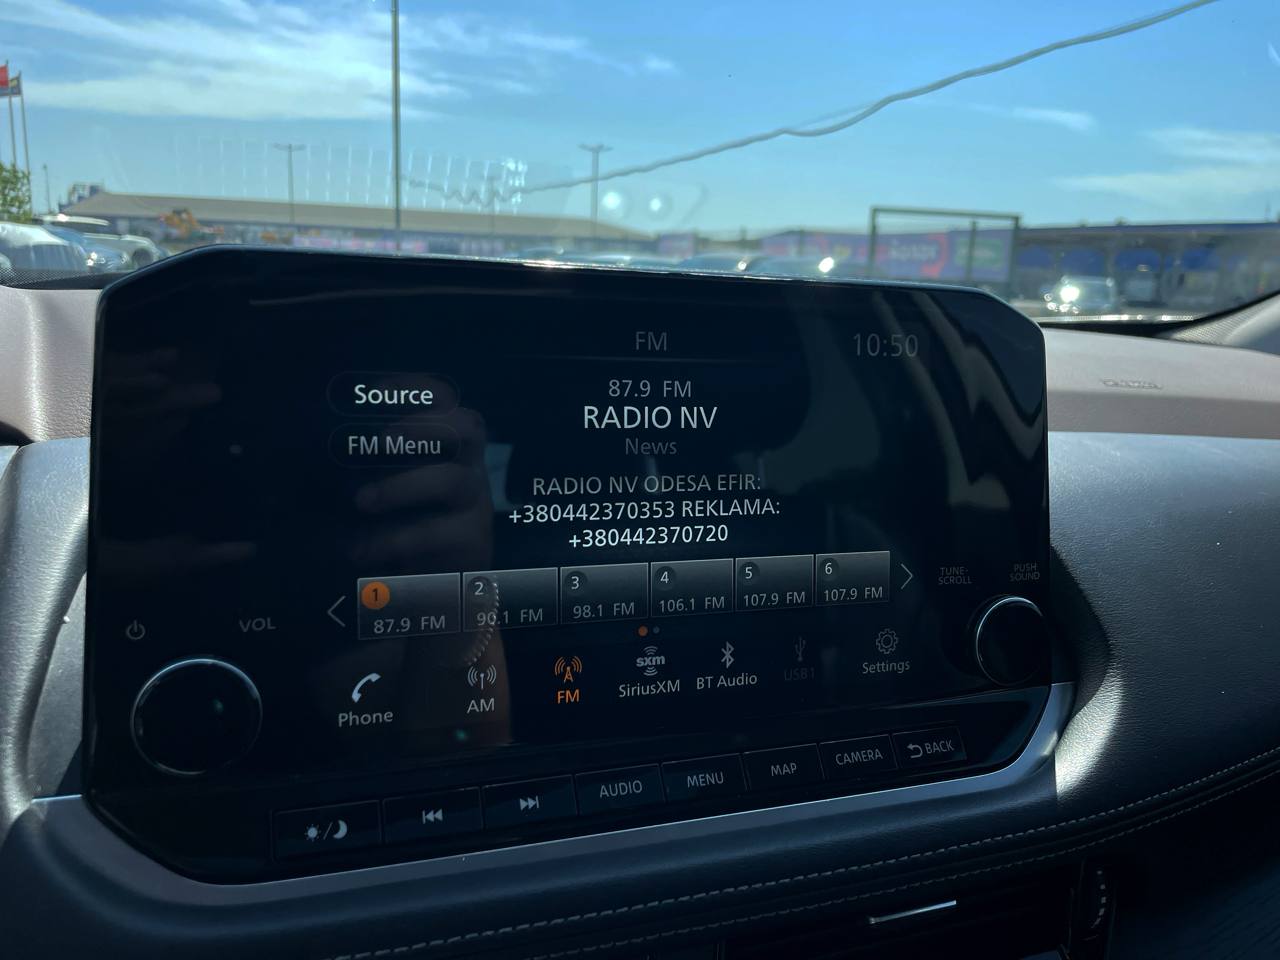 FM
10:50
Source
87.9 FM
RADIO NV
FM Menu
News
RADIO NV ODESA EFIR:
+380442370353 REKLAMA:
+380442370720
1
87.9 FM
2
90.1 FM
3
98.1 FM
4
106.1 FM
5
107.9 FM
6
107.9 FM
TUNE-
SCROLL
PUSH
SOUND
VOL
Phone
AM
FM
sxm
SiriusXM
BT Audio
USB1
Settings
AUDIO
MENU
MAP
CAMERA
BACK